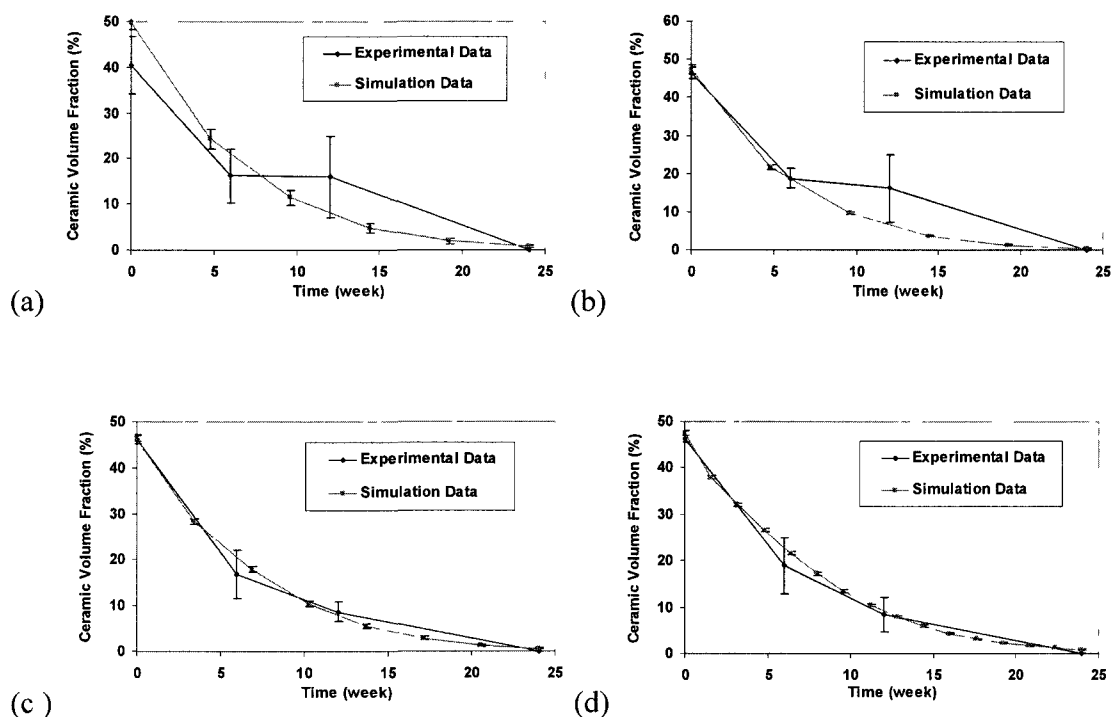 50
40
30
20
10
0
Ceramic Volume Fraction (%)
Experimental Data
Simulation Data
0 5 10 15 20 25
Time (week)
(a)
60
50
40
30
20
10
0
Ceramic Volume Fraction (%)
Experimental Data
Simulation Data
0 5 10 15 20 25
Time (week)
(b)
50
40
30
20
10
0
Ceramic Volume Fraction (%)
Experimental Data
Simulation Data
0 5 10 15 20 25
Time (week)
(c )
50
40
30
20
10
0
Ceramic Volume Fraction (%)
Experimental Data
Simulation Data
0 5 10 15 20 25
Time (week)
(d)